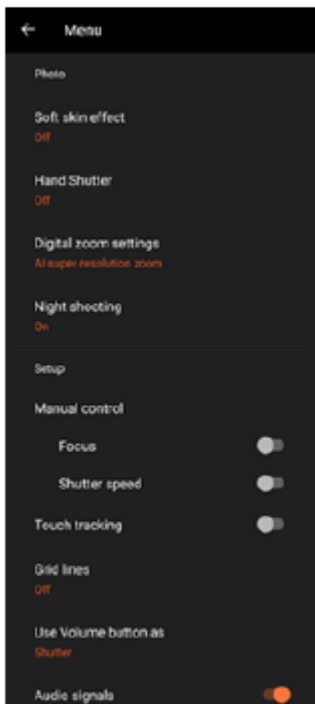 Menu
Photo
Soft skin effect
Off
Hand Shutter
Off
Digital zoom settings
AI super resolution zoom
Night shooting
On
Setup
Manual control
Focus
Shutter speed
Touch tracking
Grid lines
Off
Use Volume button as
Shutter
Audio signals